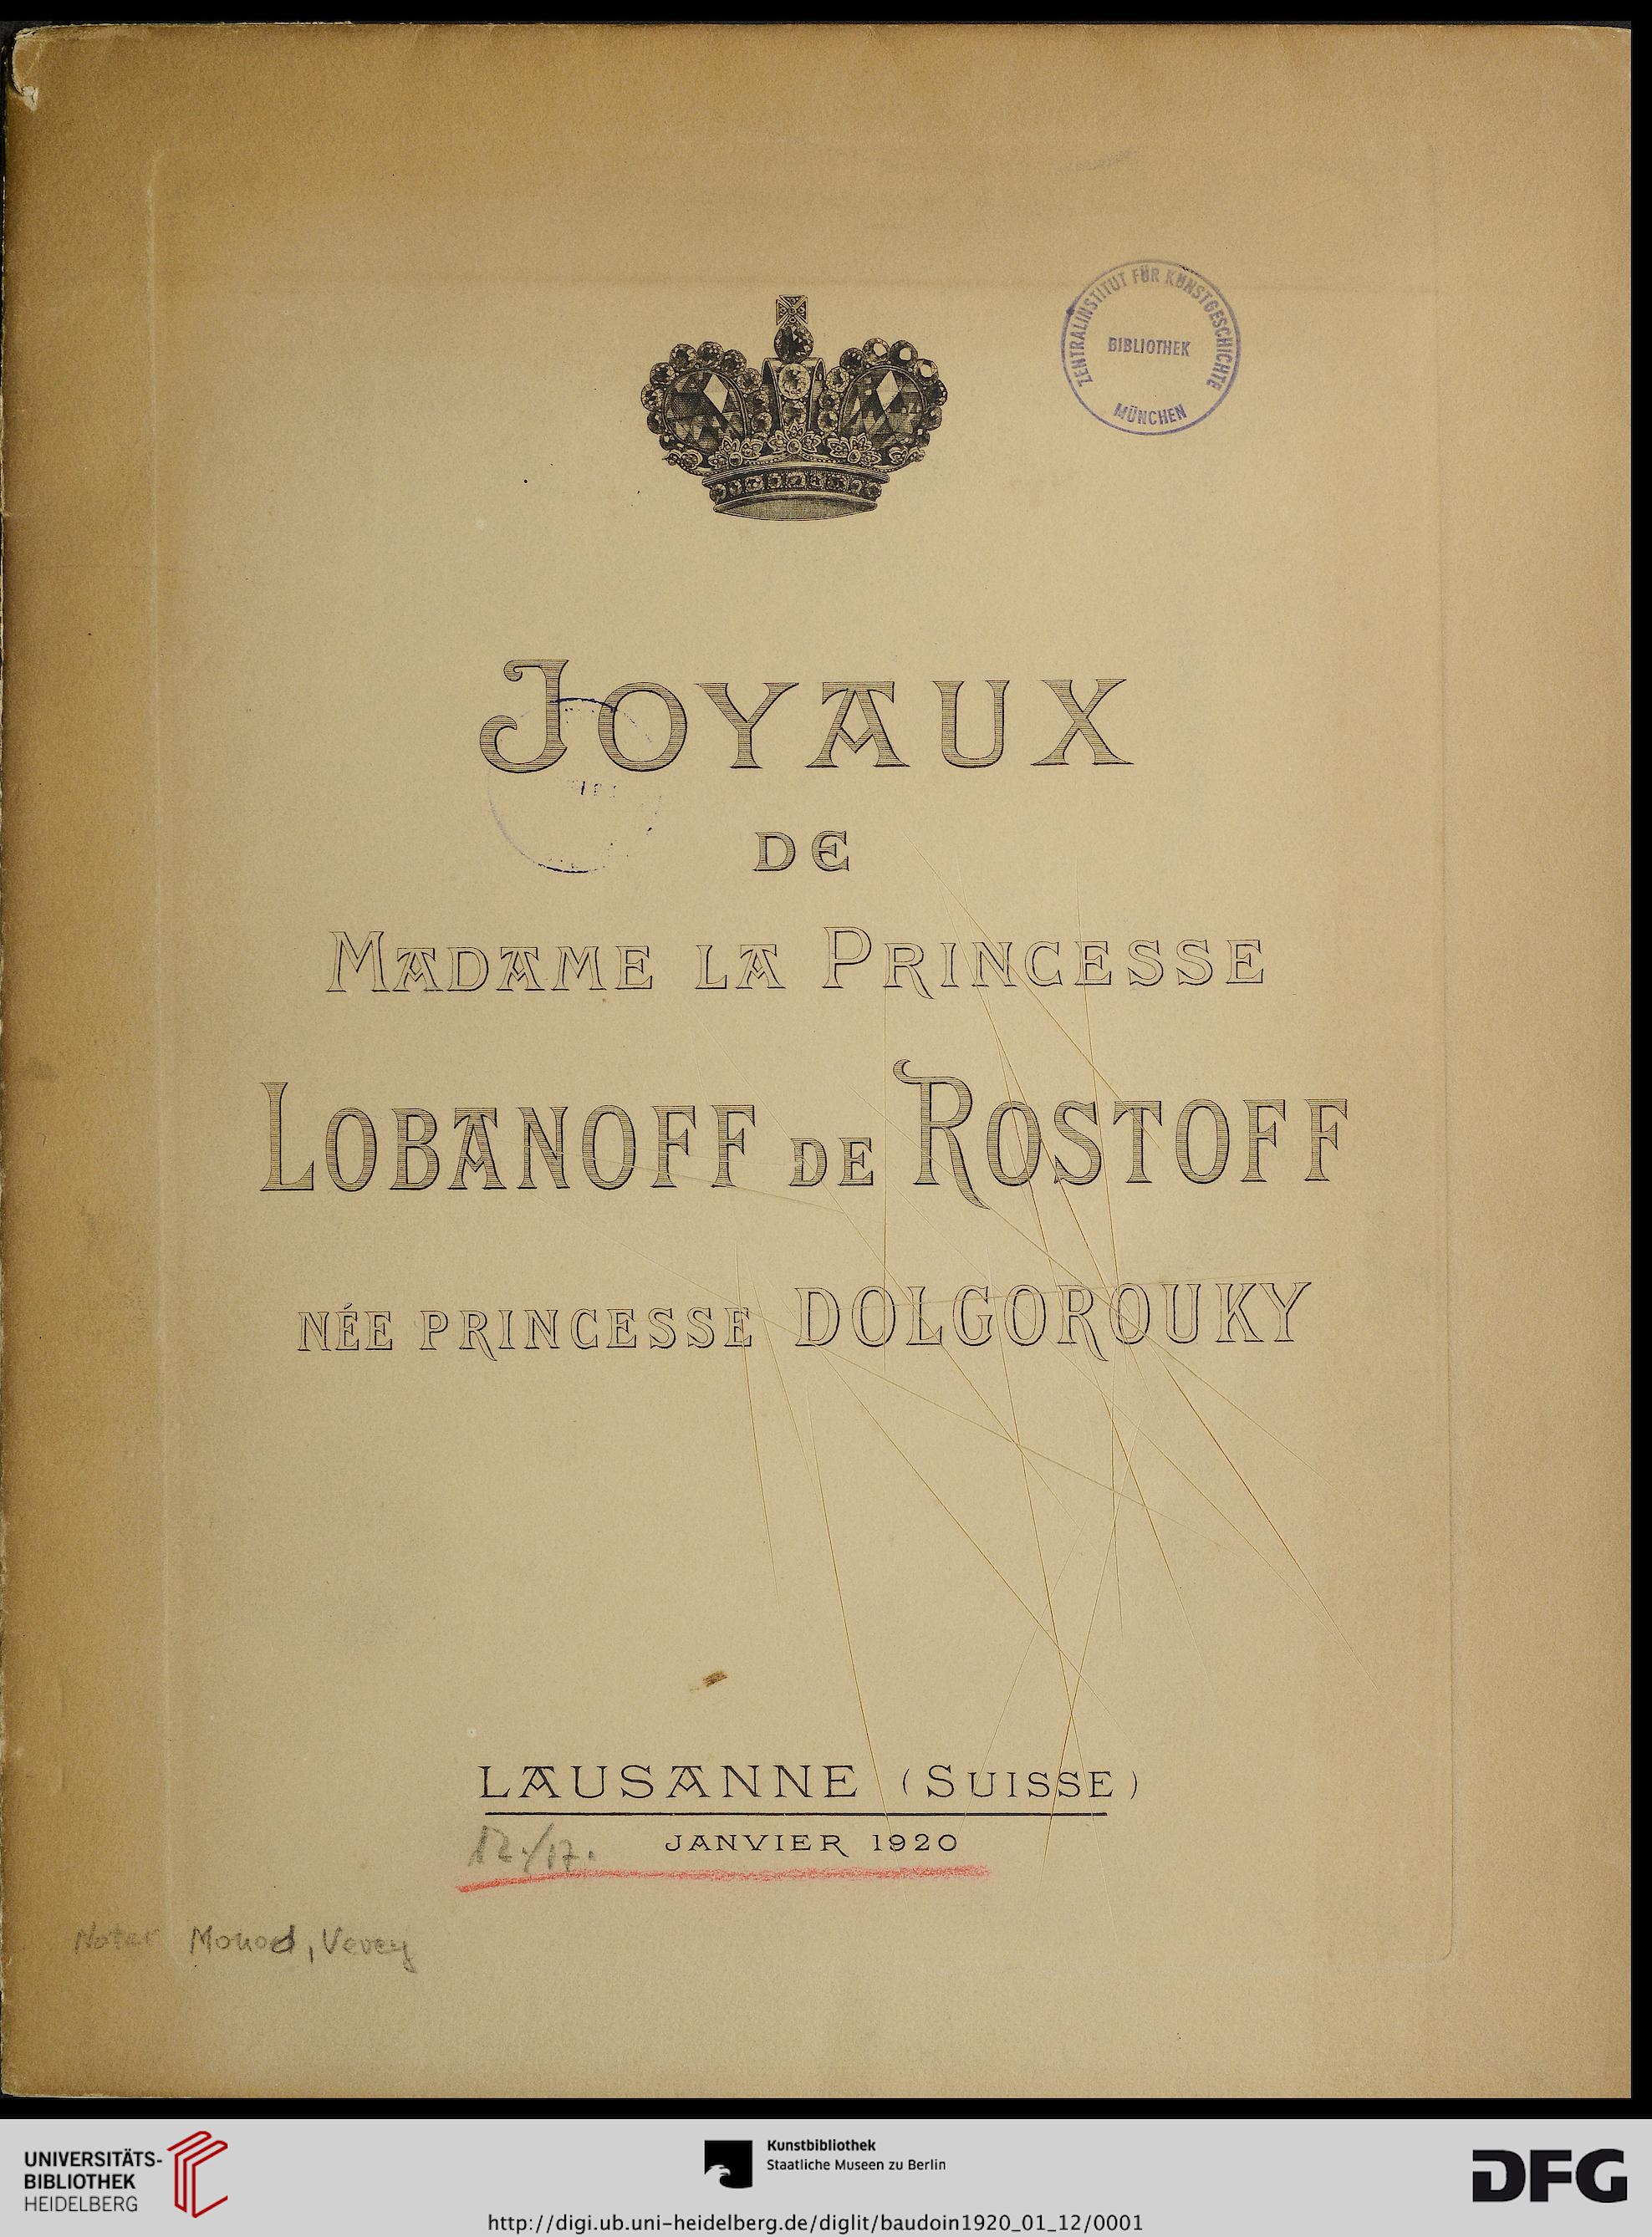 ZENTRALINSTITUT FÜR KUNSTGESCHICHTE
BIBLIOTHEK
MÜNCHEN
JOYAUX
DE
MADAME LA PRINCESSE
LOBANOFF DE ROSTOFF
NÉE PRINCESSE DOLGOROUKY
LAUSANNE (SUISSE)
12./17. JANVIER 1920
Notar Monod, Vevey
UNIVERSITÄTS-
BIBLIOTHEK
HEIDELBERG
Kunstbibliothek
Staatliche Museen zu Berlin
DFG
http://digi.ub.uni-heidelberg.de/diglit/baudoin1920_01_12/0001